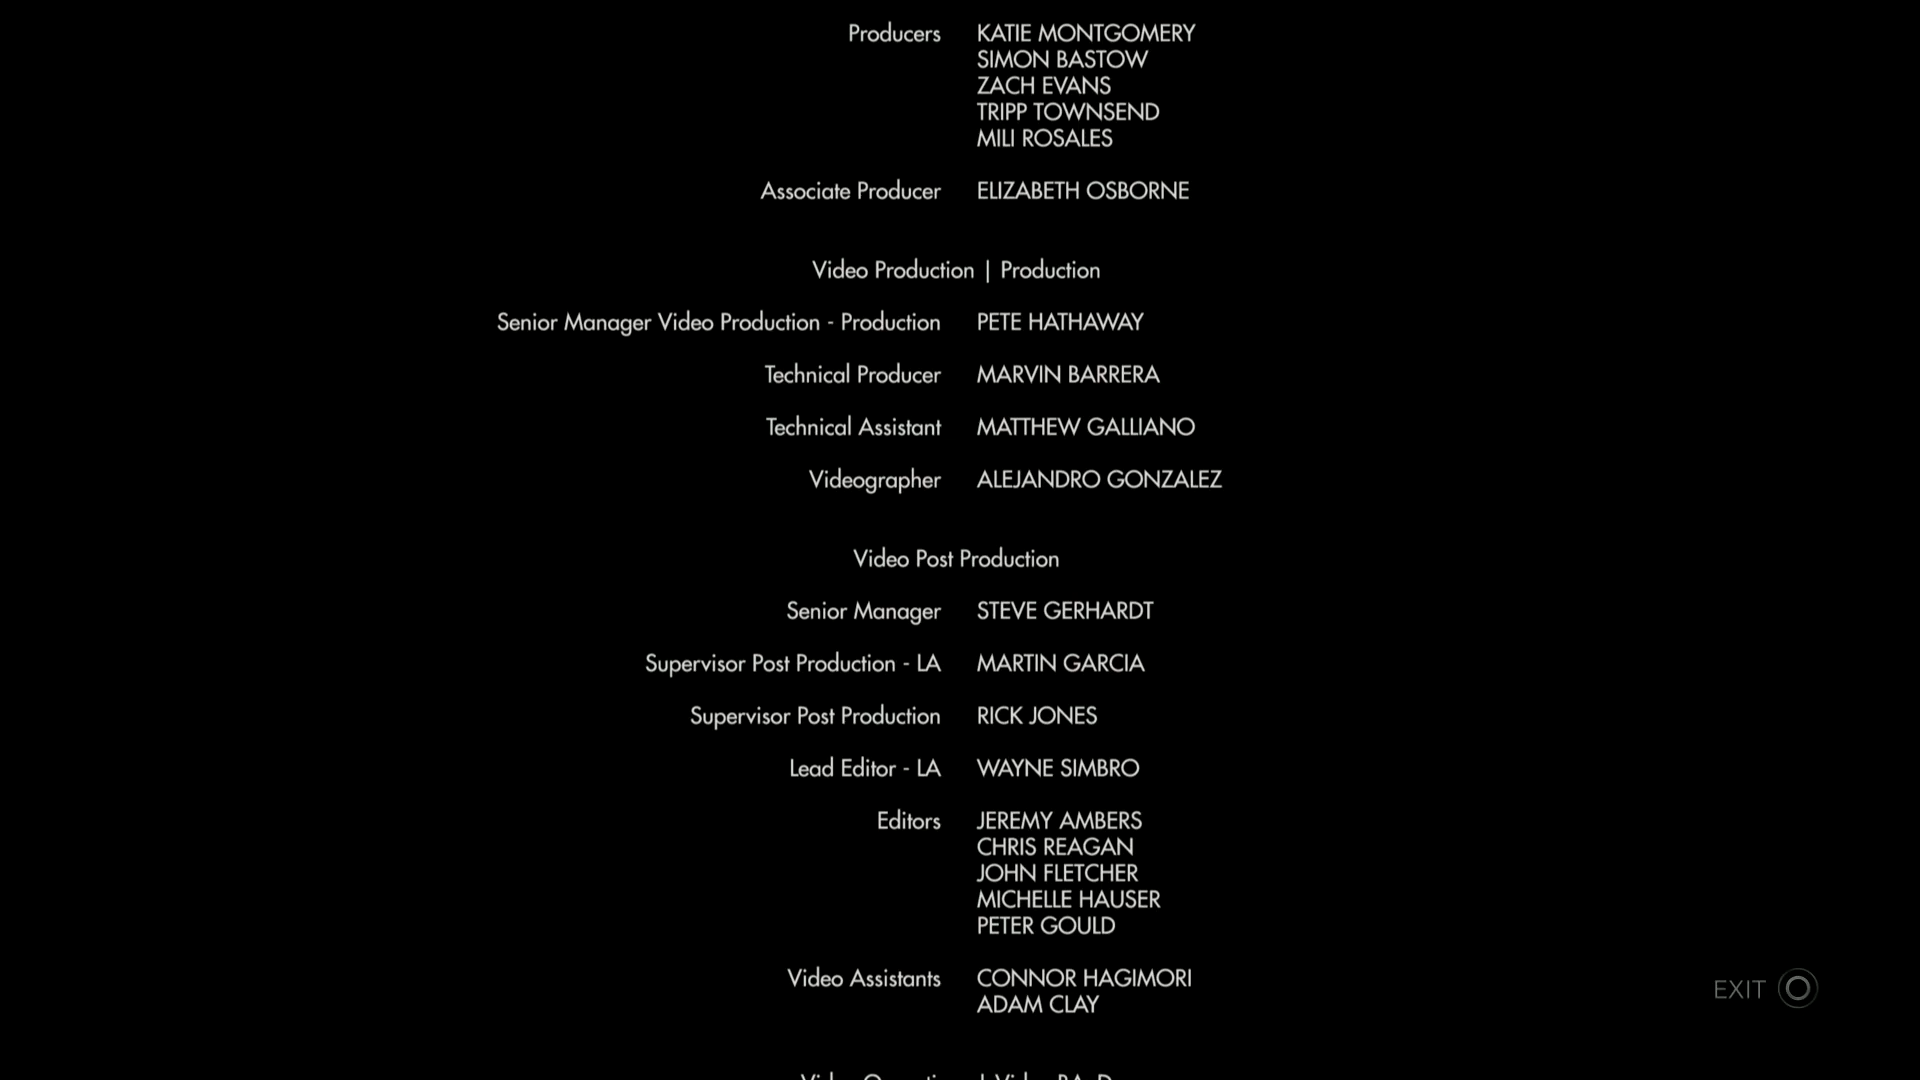 Producers KATIE MONTGOMERY
SIMON BASTOW
ZACH EVANS
TRIPP TOWNSEND
MILI ROSALES
Associate Producer ELIZABETH OSBORNE
Video Production | Production
Senior Manager Video Production - Production PETE HATHAWAY
Technical Producer MARVIN BARRERA
Technical Assistant MATTHEW GALLIANO
Videographer ALEJANDRO GONZALEZ
Video Post Production
Senior Manager STEVE GERHARDT
Supervisor Post Production - LA MARTIN GARCIA
Supervisor Post Production RICK JONES
Lead Editor - LA WAYNE SIMBRO
Editors JEREMY AMBERS
CHRIS REAGAN
JOHN FLETCHER
MICHELLE HAUSER
PETER GOULD
Video Assistants CONNOR HAGIMORI
ADAM CLAY
EXIT